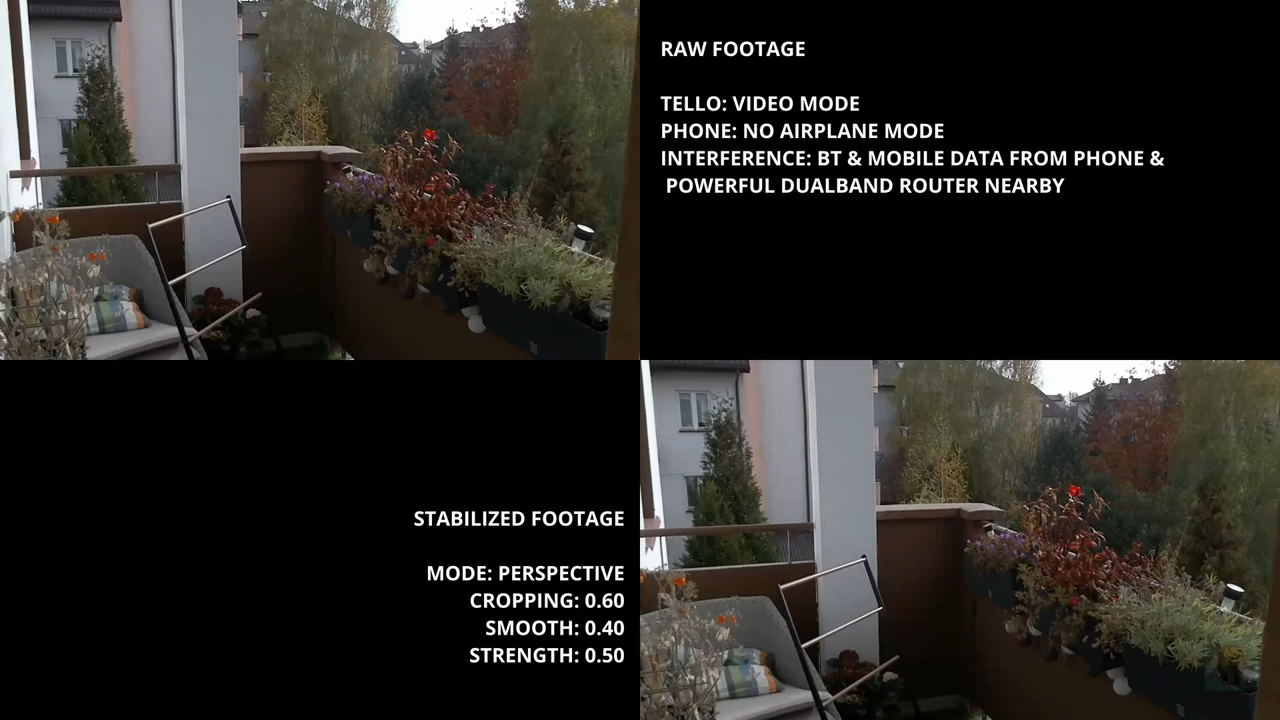 RAW FOOTAGE
TELLO: VIDEO MODE
PHONE: NO AIRPLANE MODE
INTERFERENCE: BT & MOBILE DATA FROM PHONE &
POWERFUL DUALBAND ROUTER NEARBY
STABILIZED FOOTAGE
MODE: PERSPECTIVE
CROPPING: 0.60
SMOOTH: 0.40
STRENGTH: 0.50